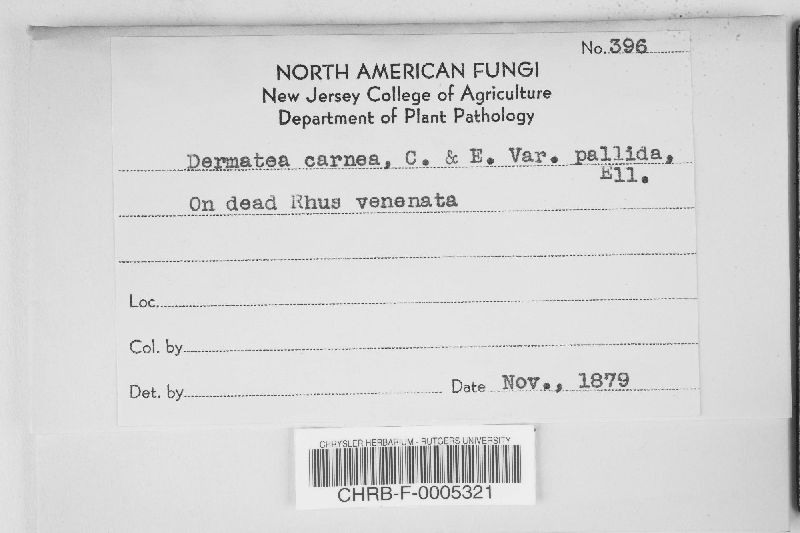 No. 396
NORTH AMERICAN FUNGI
New Jersey College of Agriculture
Department of Plant Pathology
Dermatea carnea, C. & E. Var. pallida,
Ell.
On dead Rhus venenata
Loc.
Col. by
Det. by
Date Nov., 1879
CHRYSLER HERBARIUM - RUTGERS UNIVERSITY
CHRB-F-0005321